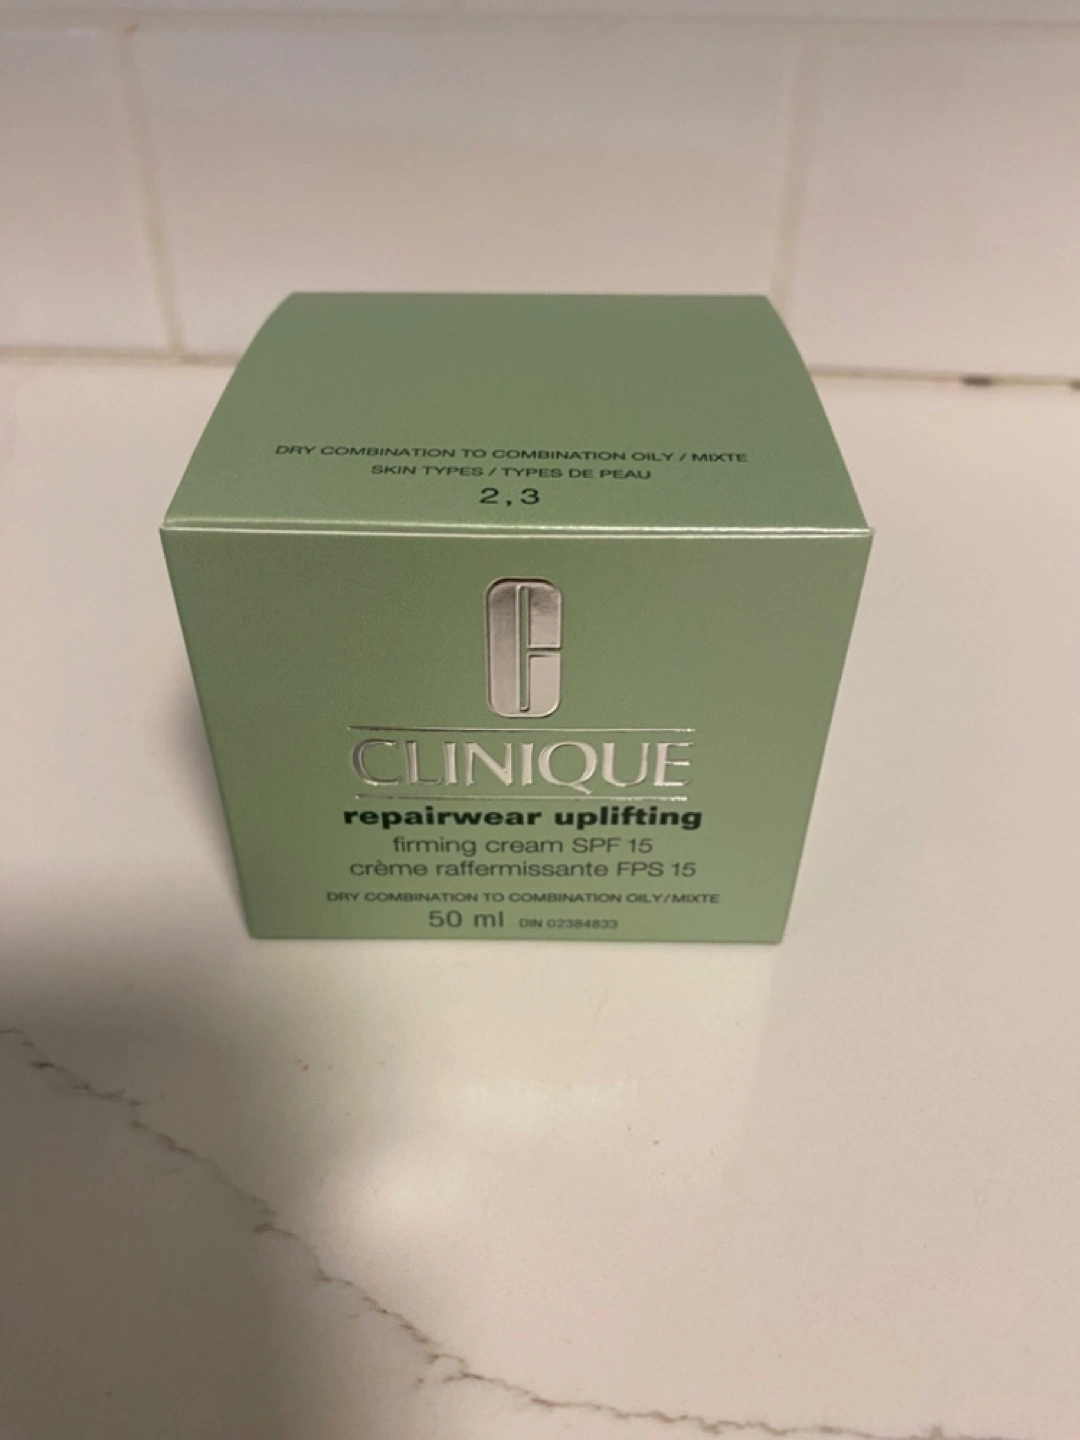 DRY COMBINATION TO COMBINATION OILY / MIXTE
SKIN TYPES / TYPES DE PEAU
2,3
CLINIQUE
repairwear uplifting
firming cream SPF 15
crème raffermissante FPS 15
DRY COMBINATION TO COMBINATION OILY/MIXTE
50 ml DIN 02384833